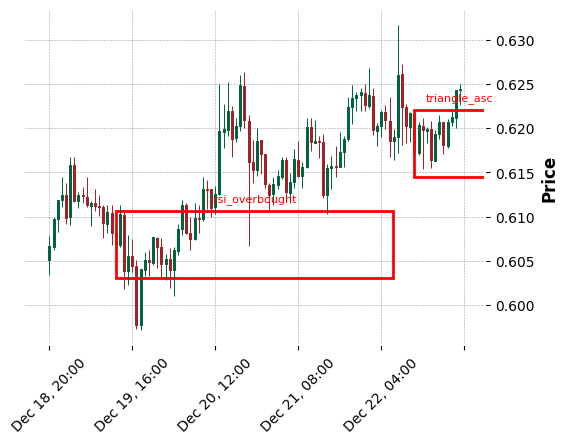 0.630
0.625
triangle_asc
0.620
0.615
rsi_overbought
0.610
0.605
0.600
Price
Dec 18, 20:00
Dec 19, 16:00
Dec 20, 12:00
Dec 21, 08:00
Dec 22, 04:00